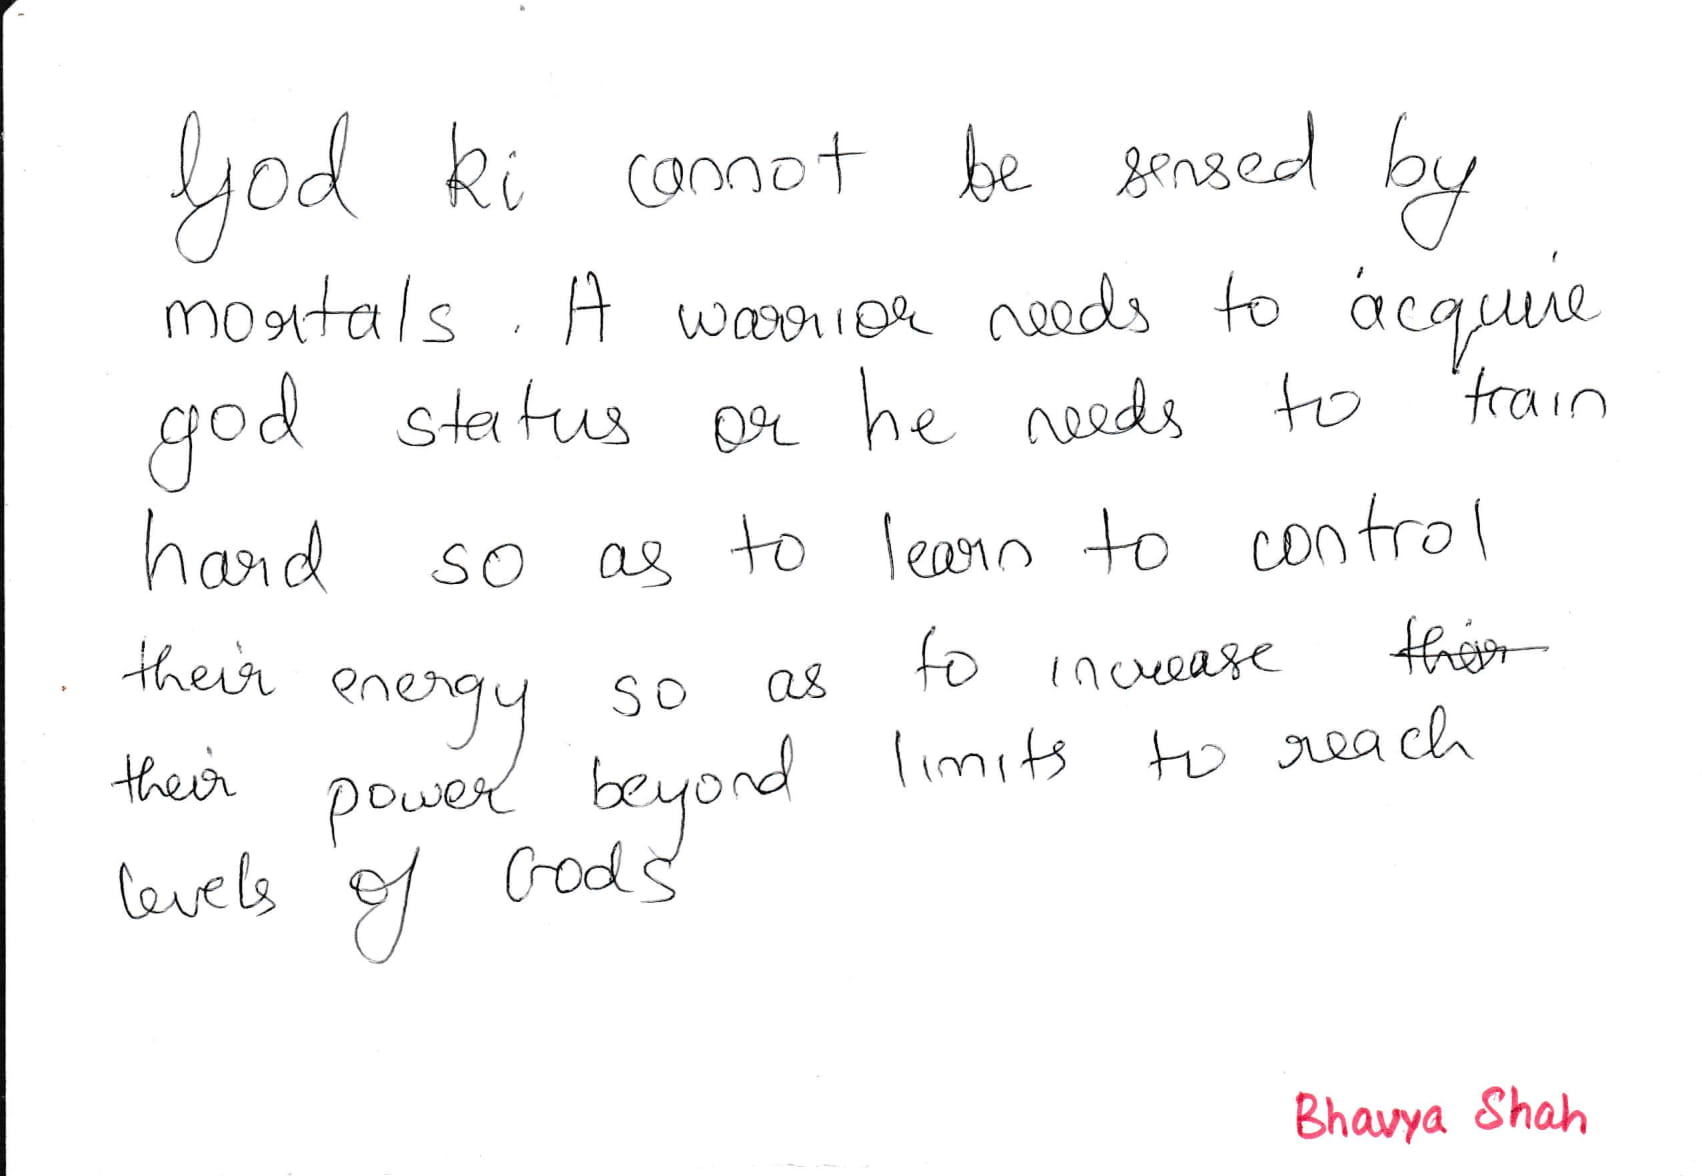 God ki cannot be sensed by
mortals. A warrior needs to acquire
god status or he needs to train
hard so as to learn to control
their energy so as to increase their
their power beyond limits to reach
levels of Gods
Bhavya Shah